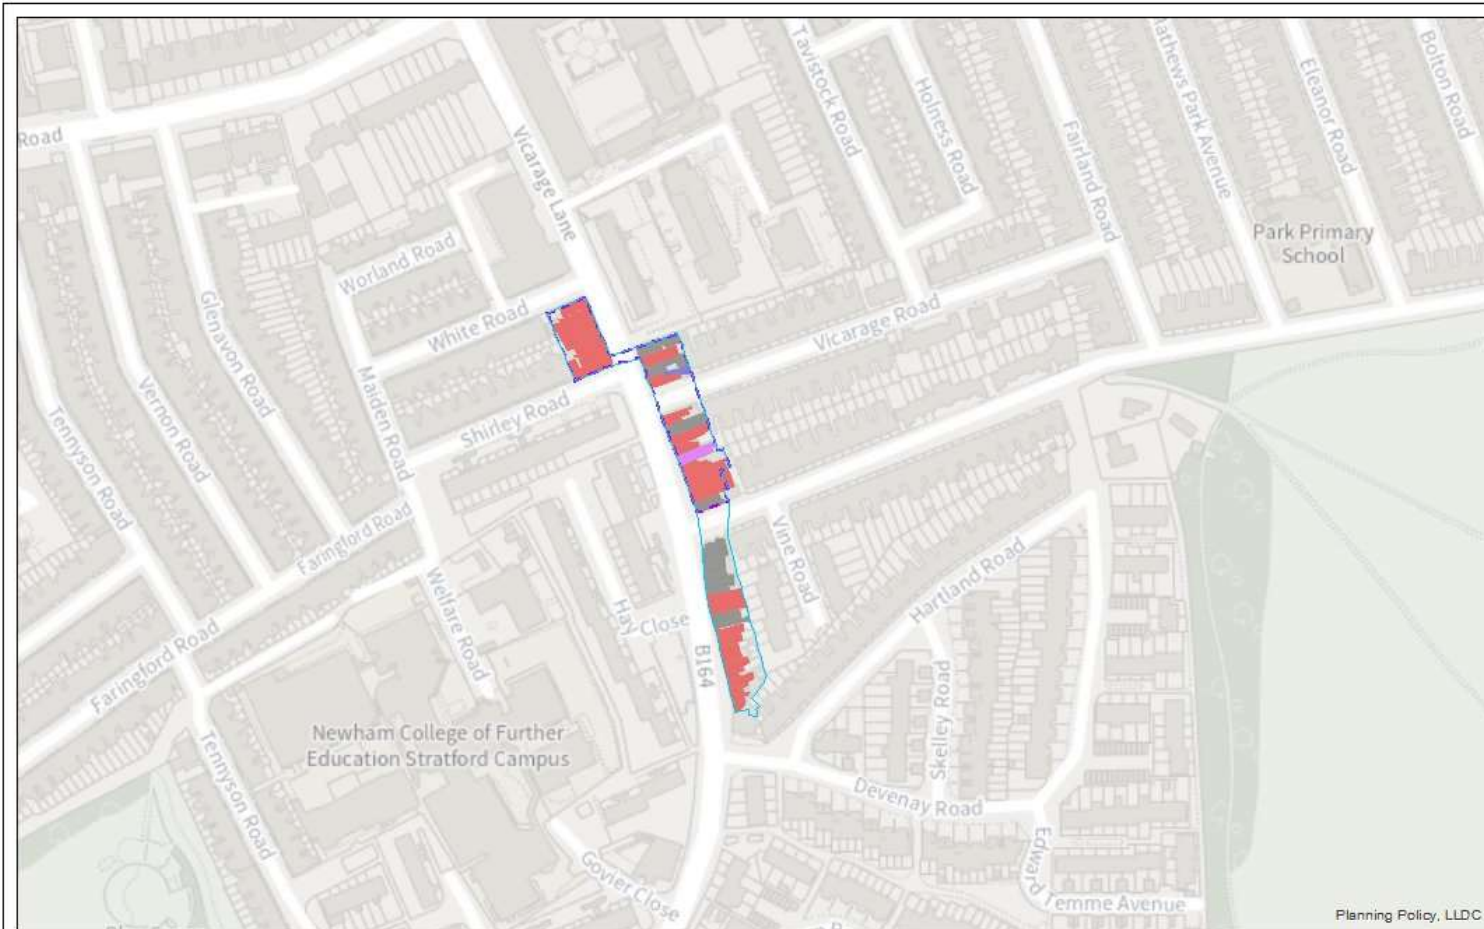 Road
Vicarage Lane
Tavistock Road
Holness Road
Fairland Road
Mathews Park Avenue
Eleanor Road
Bolton Road
Park Primary
School
Worland Road
White Road
Glenavon Road
Vernon Road
Tennyson Road
Maiden Road
Shirley Road
Vicarage Road
Faringford Road
Faringford Road
Welfare Road
Hay Close
B164
Vine Road
Hartland Road
Skelley Road
Devenay Road
Edward
Temme Avenue
Newham College of Further
Education Stratford Campus
Tennyson Road
Govier Close
Planning Policy, LLDC